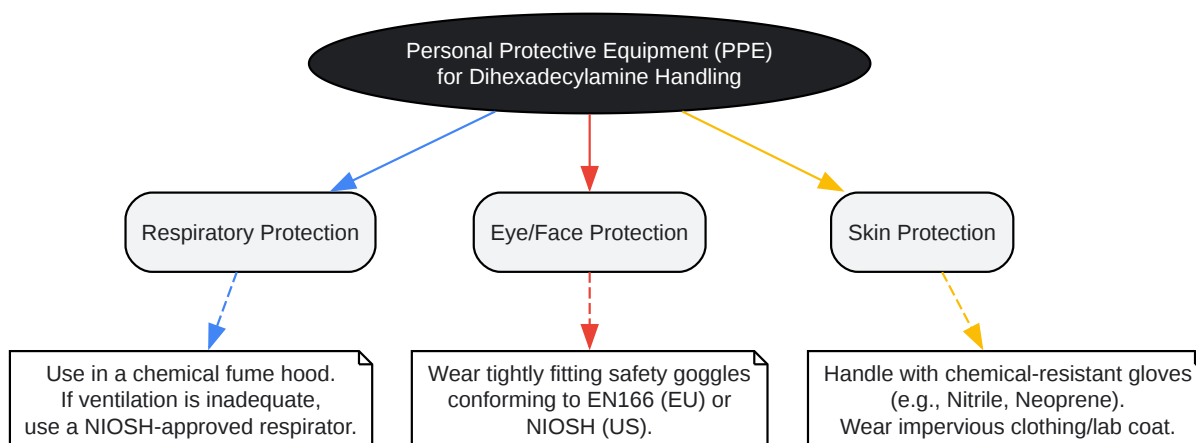 Personal Protective Equipment (PPE)
for Dihexadecylamine Handling
Respiratory Protection
Eye/Face Protection
Skin Protection
Use in a chemical fume hood.
If ventilation is inadequate,
use a NIOSH-approved respirator.
Wear tightly fitting safety goggles
conforming to EN166 (EU) or
NIOSH (US).
Handle with chemical-resistant gloves
(e.g., Nitrile, Neoprene).
Wear impervious clothing/lab coat.